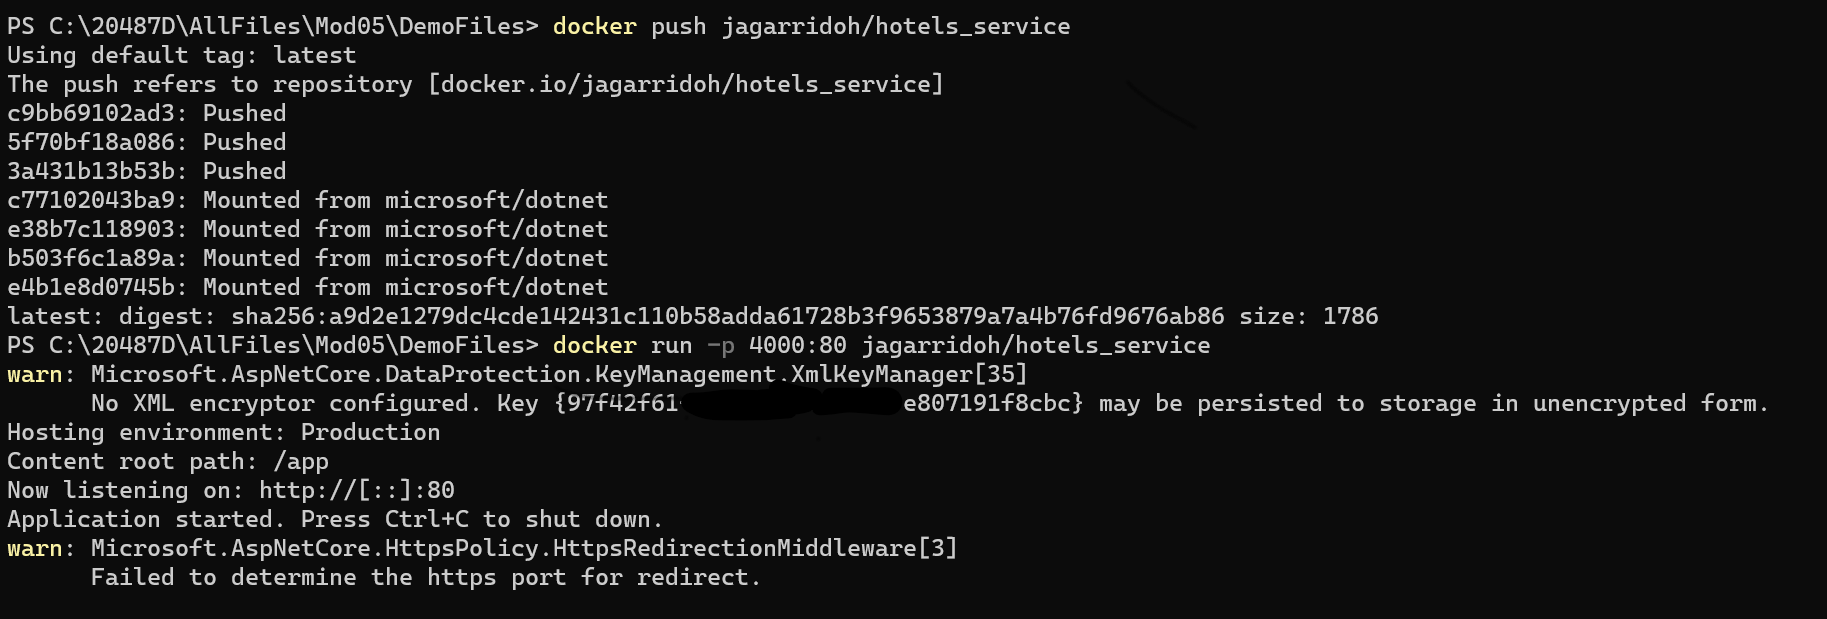 PS C:\20487D\AllFiles\Mod05\DemoFiles> docker push jagarridoh/hotels_service
Using default tag: latest
The push refers to repository [docker.io/jagarridoh/hotels_service]
c9bb69102ad3: Pushed
5f70bf18a086: Pushed
3a431b13b53b: Pushed
c77102043ba9: Mounted from microsoft/dotnet
e38b7c118903: Mounted from microsoft/dotnet
b503f6c1a89a: Mounted from microsoft/dotnet
e4b1e8d0745b: Mounted from microsoft/dotnet
latest: digest: sha256:a9d2e1279dc4cde142431c110b58adda61728b3f9653879a7a4b76fd9676ab86 size: 1786
PS C:\20487D\AllFiles\Mod05\DemoFiles> docker run -p 4000:80 jagarridoh/hotels_service
warn: Microsoft.AspNetCore.DataProtection.KeyManagement.XmlKeyManager[35]
No XML encryptor configured. Key {97f42f61 e807191f8cbc} may be persisted to storage in unencrypted form.
Hosting environment: Production
Content root path: /app
Now listening on: http://[::]:80
Application started. Press Ctrl+C to shut down.
warn: Microsoft.AspNetCore.HttpsPolicy.HttpsRedirectionMiddleware[3]
Failed to determine the https port for redirect.